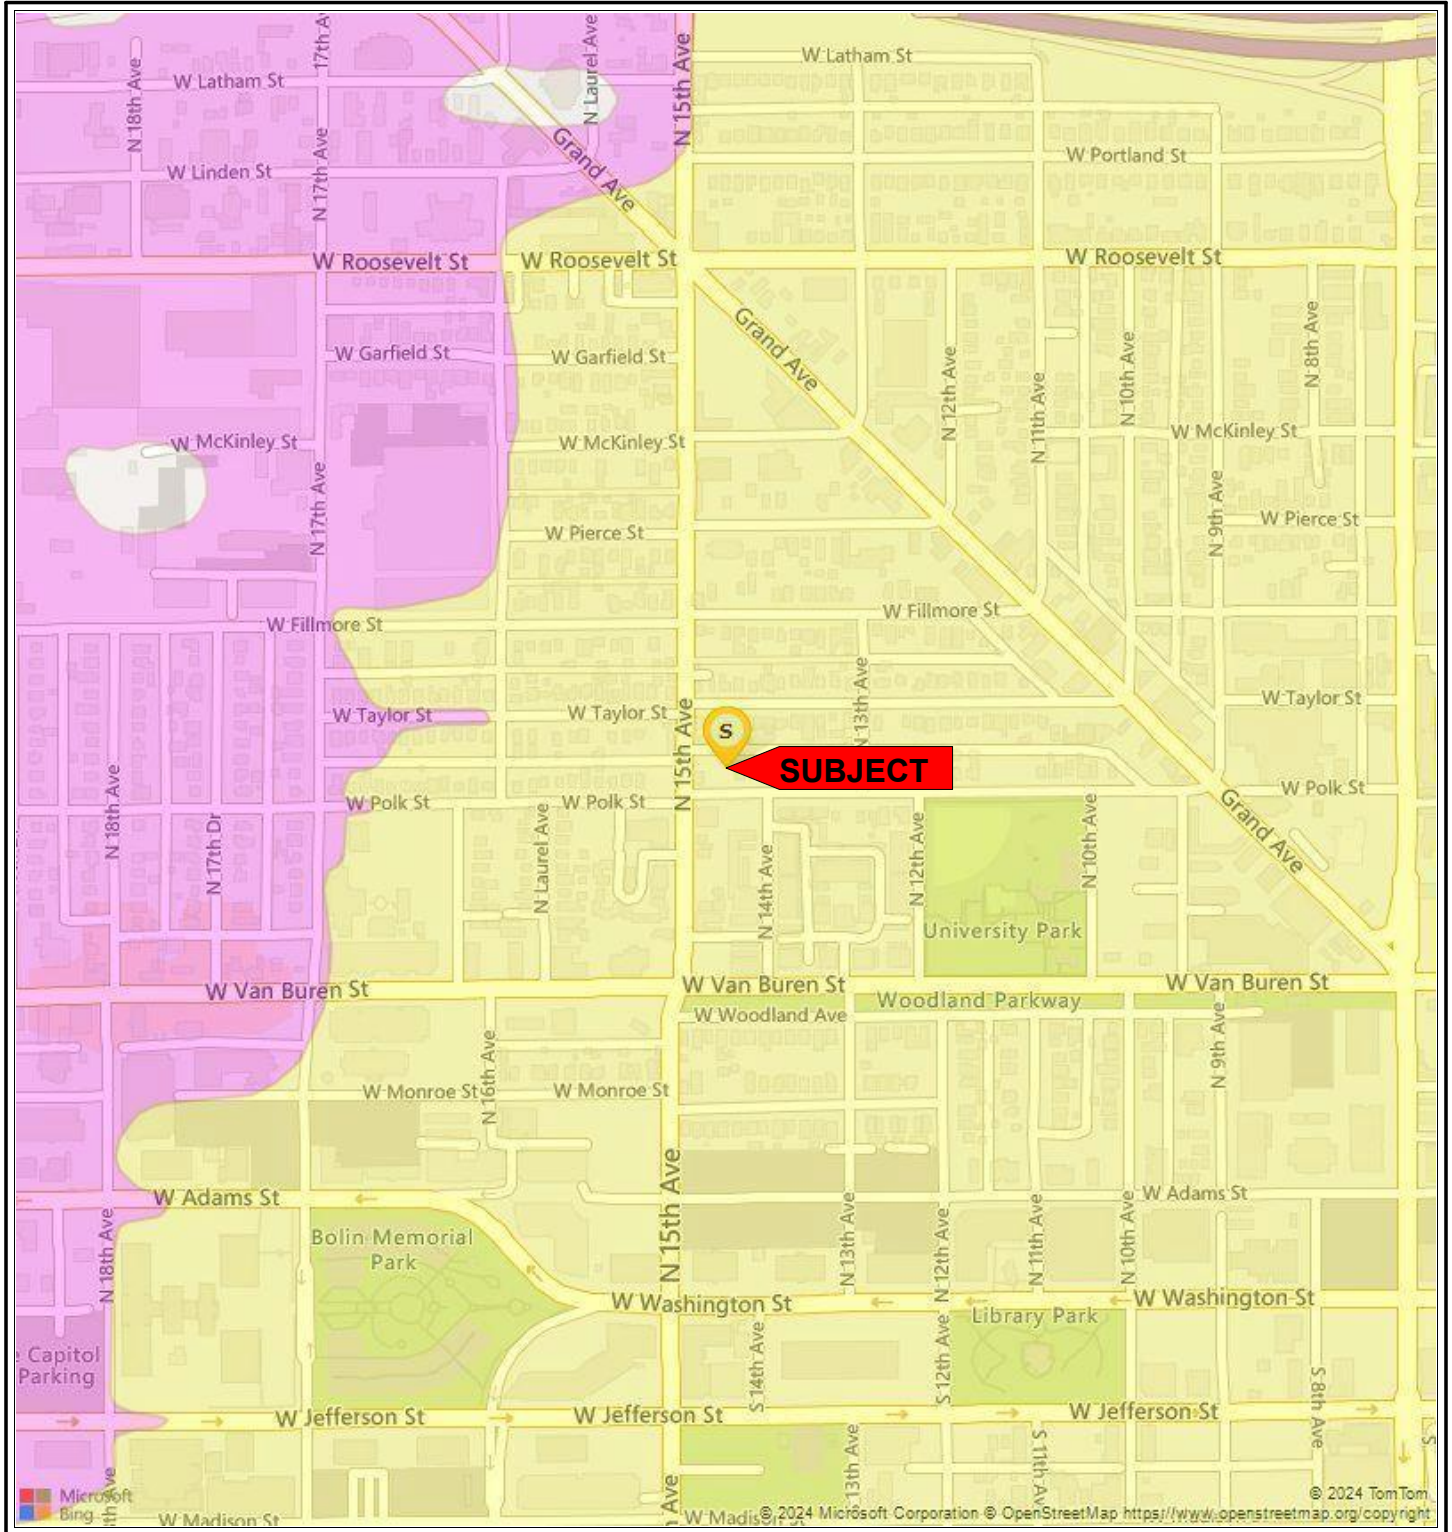 17th A
N Laurel Ave
N 15th Ave
W Latham St
W Latham St
N 18th Ave
Grand Ave
W Portland St
N 17th Ave
W Linden St
W Roosevelt St
W Roosevelt St
W Roosevelt St
Grand Ave
N 8th Ave
W Garfield St
W Garfield St
N 12th Ave
N 11th Ave
N 10th Ave
W McKinley St
W McKinley St
W McKinley St
N 17th Ave
N 9th Ave
W Pierce St
W Pierce St
W Fillmore St
W Fillmore St
N 13th Ave
W Taylor St
W Taylor St
W Taylor St
N 15th Ave
S
SUBJECT
W Polk St
W Polk St
W Polk St
N 18th Ave
N 17th Dr
N Laurel Ave
N 14th Ave
N 12th Ave
N 10th Ave
Grand Ave
University Park
W Van Buren St
W Van Buren St
W Van Buren St
Woodland Parkway
W Woodland Ave
N 16th Ave
N 9th Ave
W Monroe St
W Monroe St
N 15th Ave
W Adams St
W Adams St
N 18th Ave
Bolin Memorial
Park
N 13th Ave
N 12th Ave
N 11th Ave
N 10th Ave
W Washington St
W Washington St
Library Park
e Capitol
Parking
S 14th Ave
S 12th Ave
S 8th Ave
W Jefferson St
W Jefferson St
W Jefferson St
S 13th Ave
S 11th Av
S
th Ave
n Ave
Microsoft
Bing
W Madison St
W Madison St
© 2024 TomTom
© 2024 Microsoft Corporation © OpenStreetMap https://www.openstreetmap.org/copyright